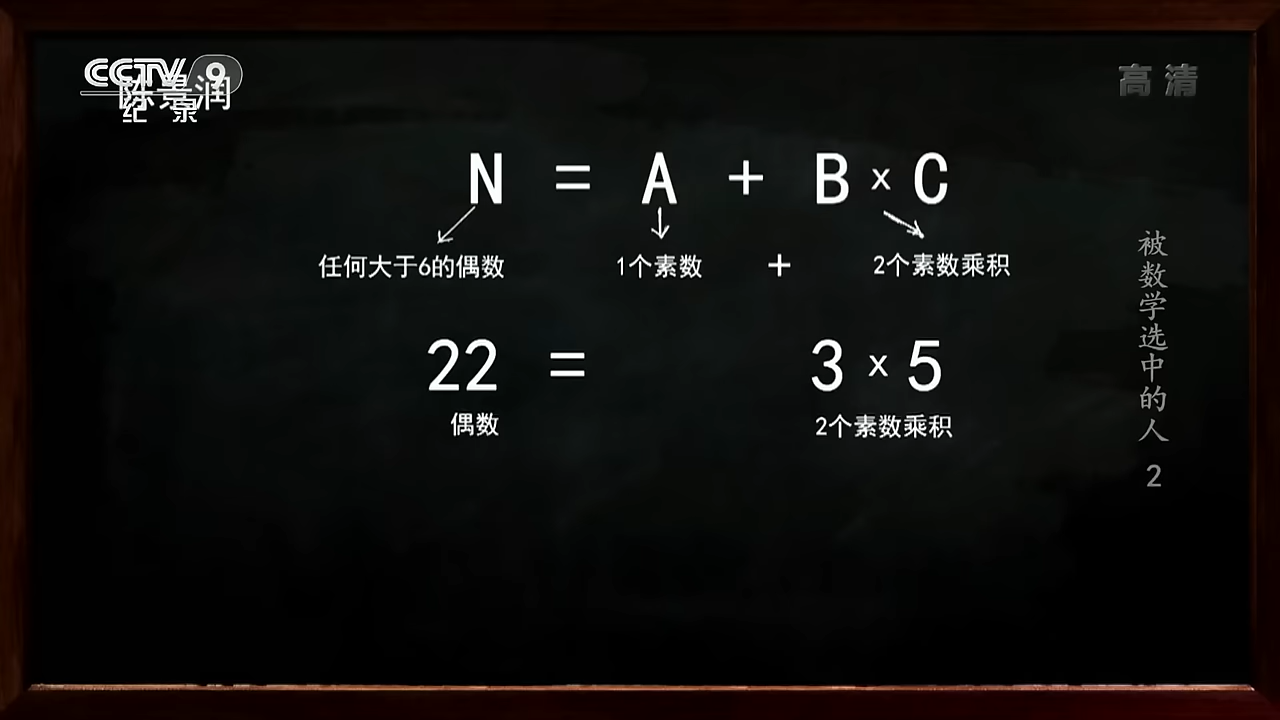 CCTV 9
陈景润
纪 录
高清
N = A + B × C
任何大于6的偶数 1个素数 + 2个素数乘积
22 = 3 × 5
偶数 2个素数乘积
被数学选中的人 2